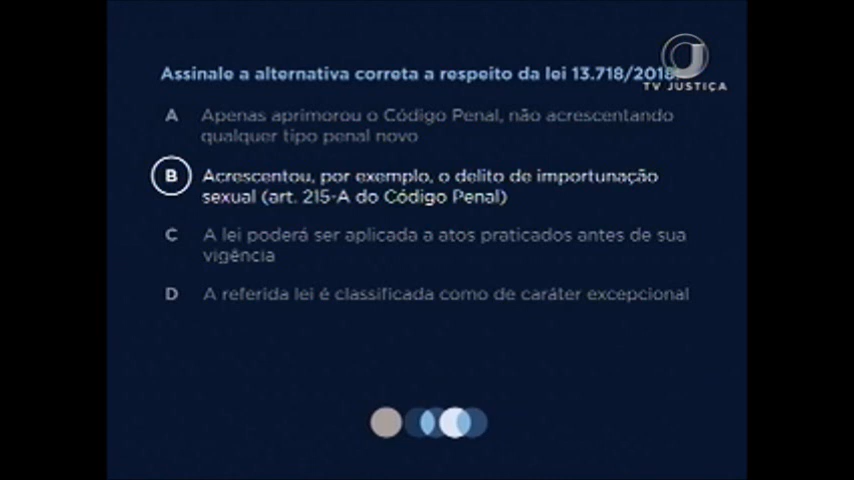 Assinale a alternativa correta a respeito da lei 13.718/2018:
TV JUSTIÇA
A Apenas aprimorou o Código Penal, não acrescentando
qualquer tipo penal novo
B Acrescentou, por exemplo, o delito de importunação
sexual (art. 215-A do Código Penal)
C A lei poderá ser aplicada a atos praticados antes de sua
vigência
D A referida lei é classificada como de caráter excepcional